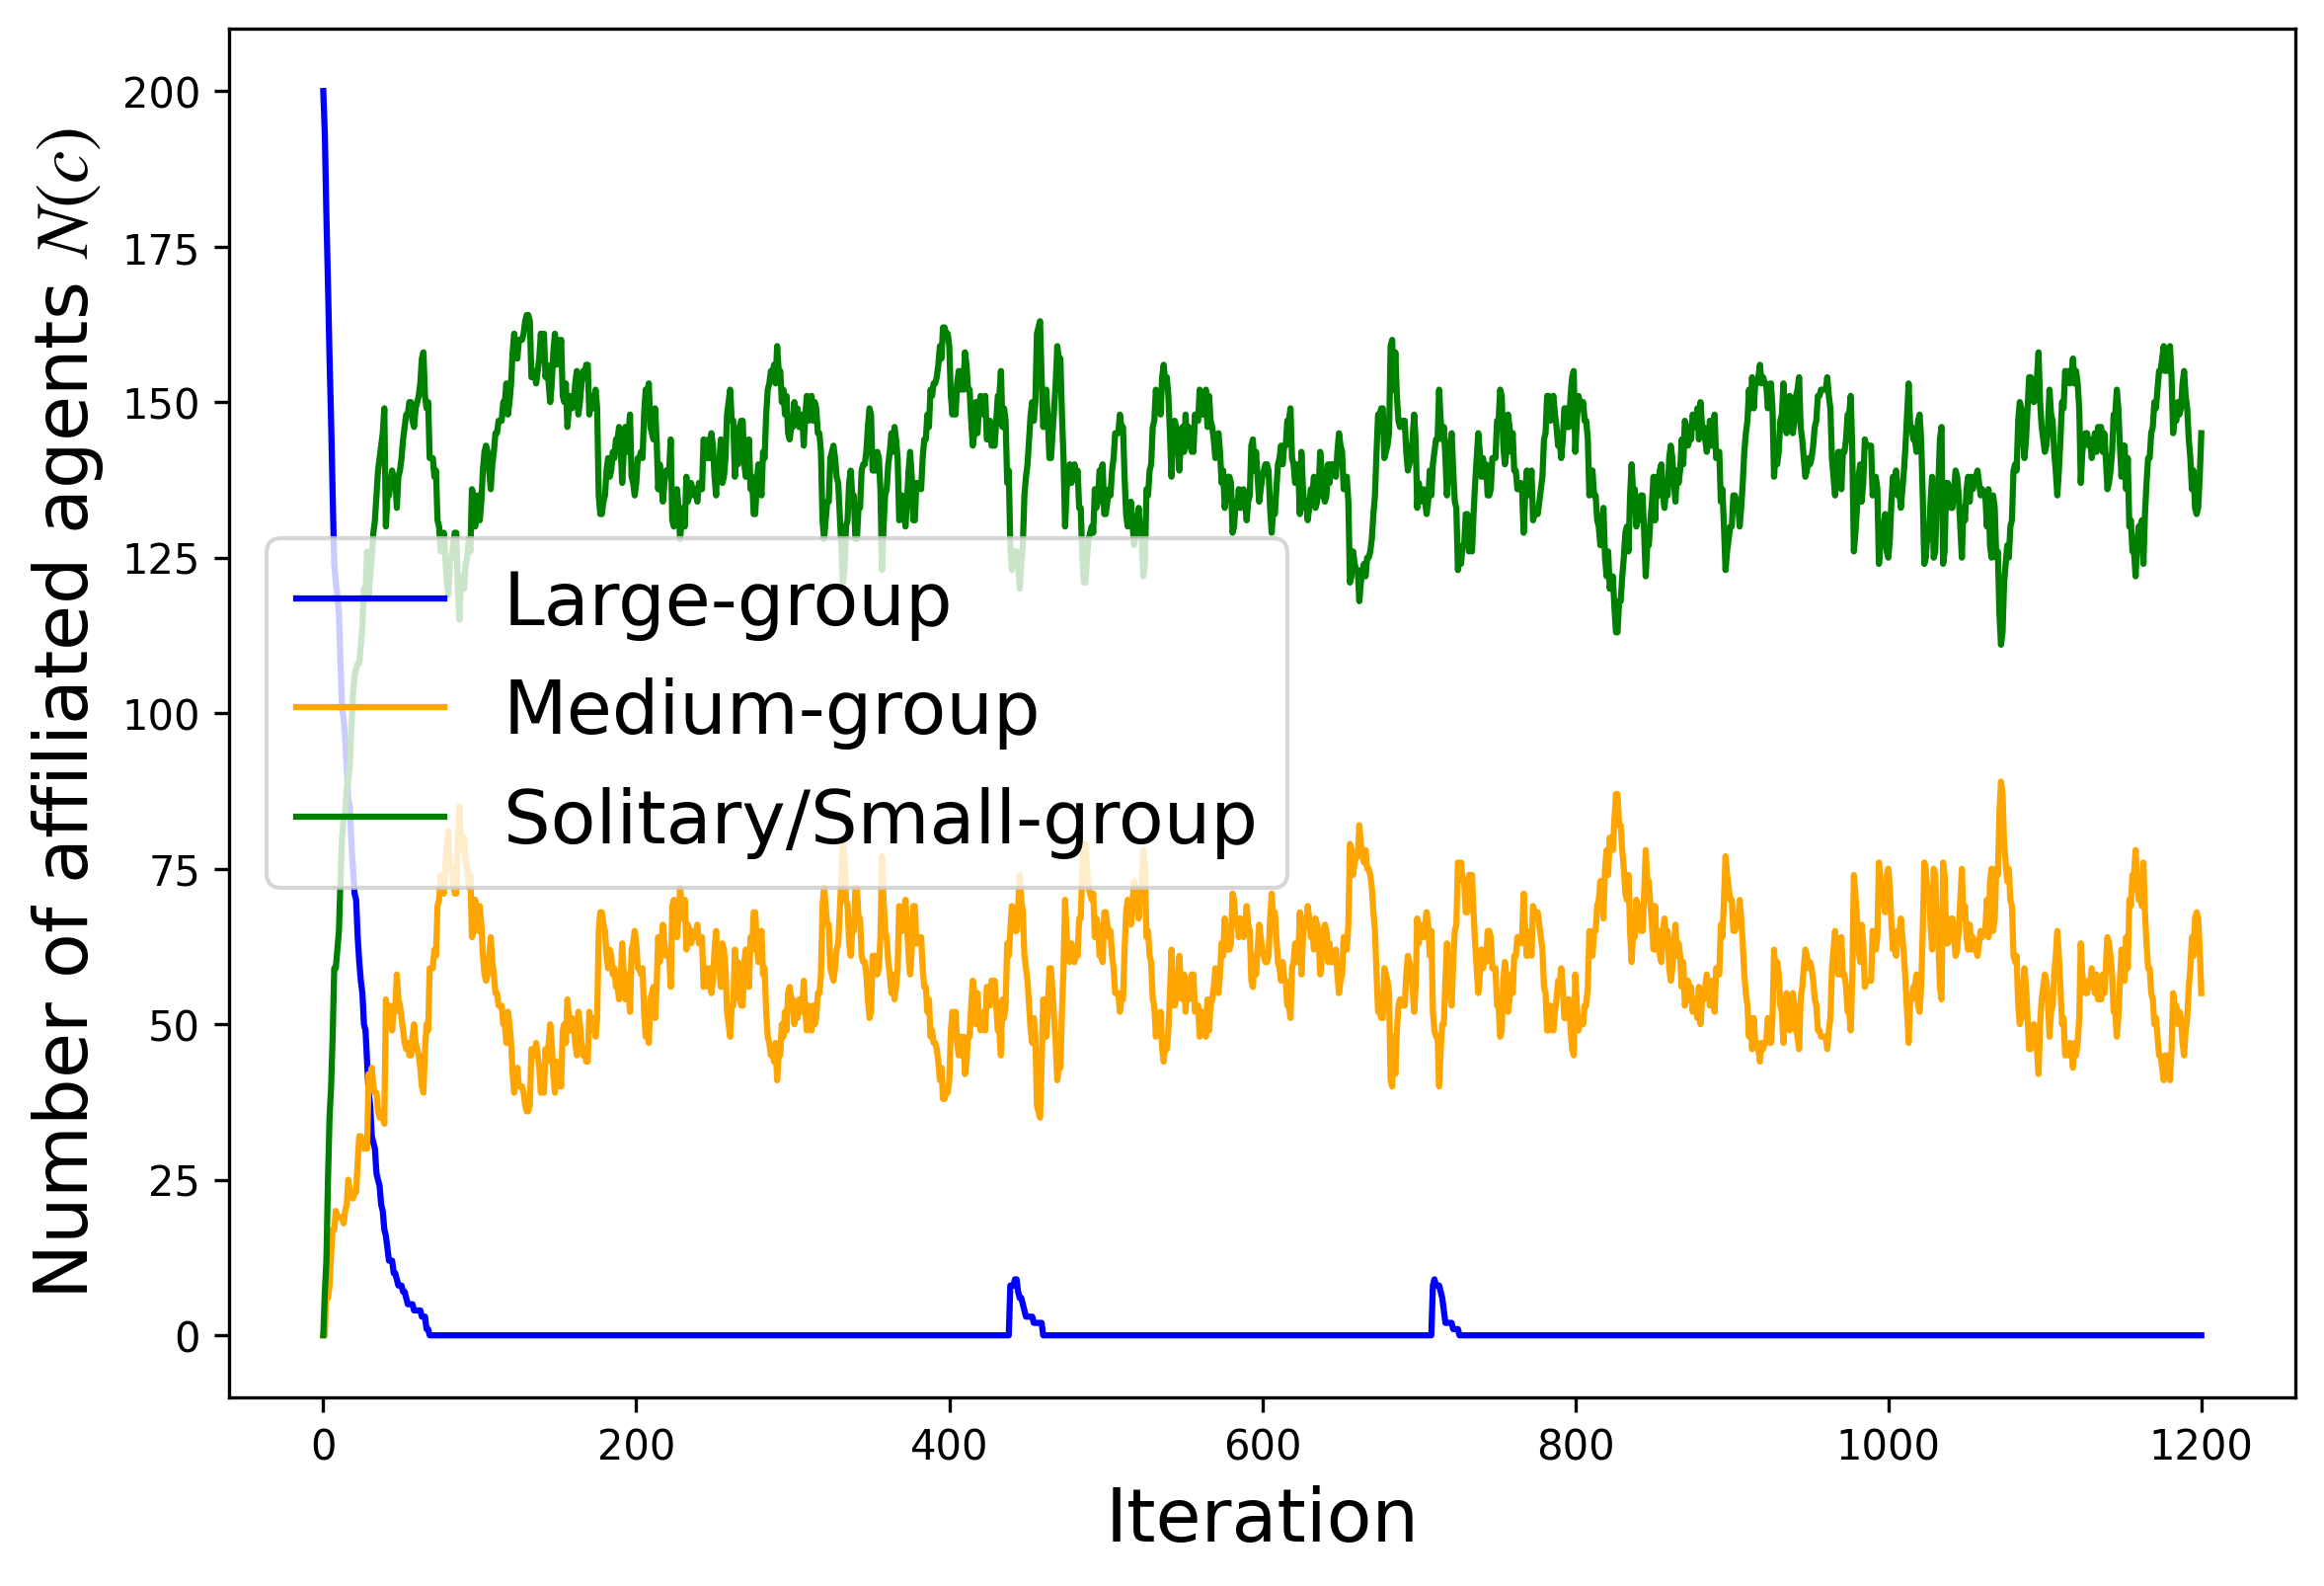 Number of affiliated agents N(c)
200
175
150
125
100
75
50
25
0
Large-group
Medium-group
Solitary/Small-group
0 200 400 600 800 1000 1200
Iteration